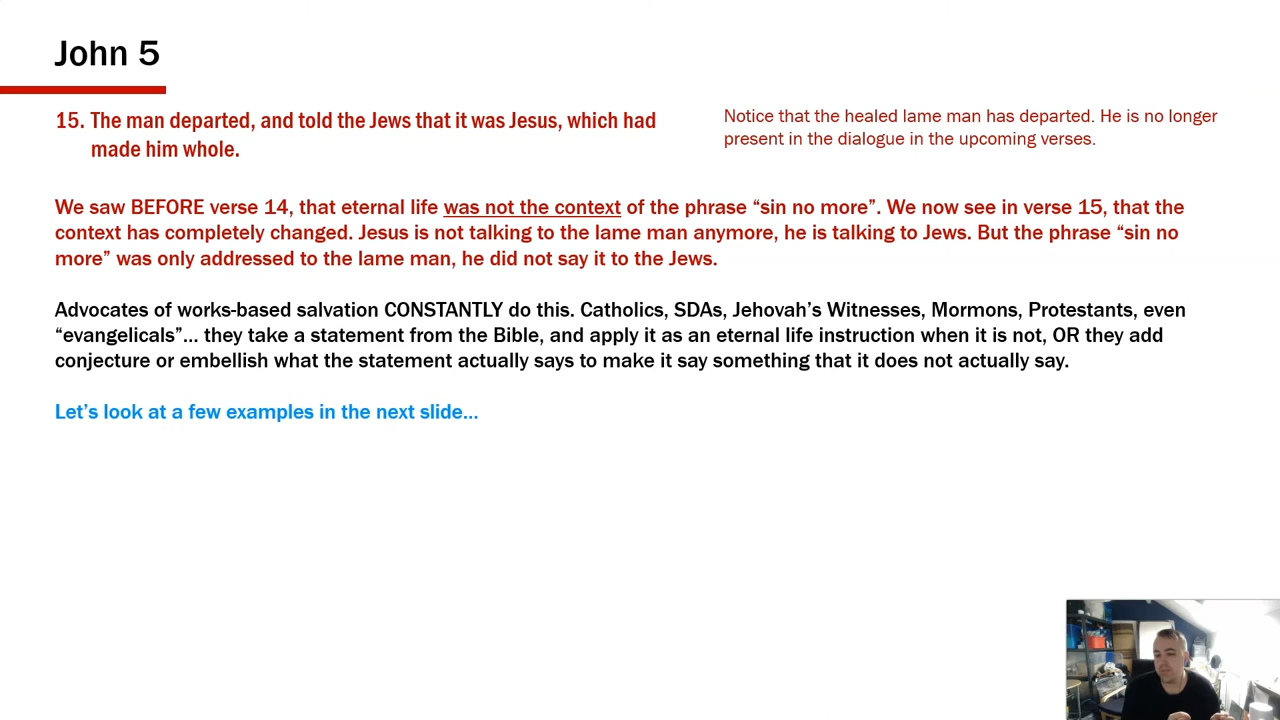 John 5
15. The man departed, and told the Jews that it was Jesus, which had
made him whole.
Notice that the healed lame man has departed. He is no longer
present in the dialogue in the upcoming verses.
We saw BEFORE verse 14, that eternal life was not the context of the phrase “sin no more”. We now see in verse 15, that the
context has completely changed. Jesus is not talking to the lame man anymore, he is talking to Jews. But the phrase “sin no
more” was only addressed to the lame man, he did not say it to the Jews.
Advocates of works-based salvation CONSTANTLY do this. Catholics, SDAs, Jehovah’s Witnesses, Mormons, Protestants, even
“evangelicals”... they take a statement from the Bible, and apply it as an eternal life instruction when it is not, OR they add
conjecture or embellish what the statement actually says to make it say something that it does not actually say.
Let’s look at a few examples in the next slide...